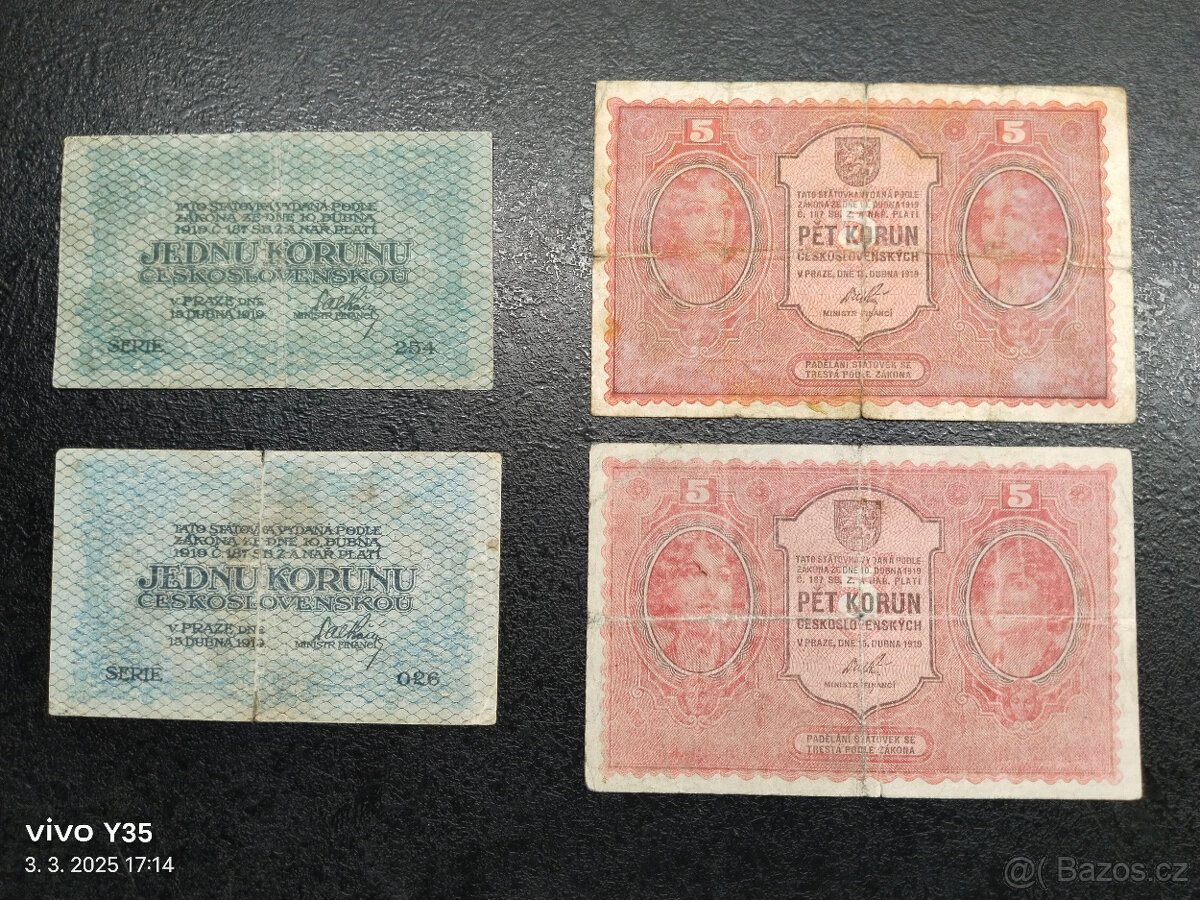 TATO STÁTOVKA VYDANÁ PODLE
ZÁKONA ZE DNE 10. DUBNA
1919 Č 187 SB. Z A NAŘ. PLATÍ
JEDNU KORUNU
ČESKOSLOVENSKOU
V PRAZE DNE
15 DUBNA 1919
MINISTR FINANCÍ
SERIE
254
5
5
TATO STÁTOVKA VYDANÁ PODLE
ZÁKONA ZE DNE 10. DUBNA 1919
Č. 187 SB. Z. A NAŘ. PLATÍ
PĚT KORUN
ČESKOSLOVENSKÝCH
V PRAZE, DNE 15. DUBNA 1919
MINISTR FINANCÍ
PADĚLÁNÍ STÁTOVEK SE
TRESTÁ PODLE ZÁKONA
TATO STÁTOVKA VYDANÁ PODLE
ZÁKONA ZE DNE 10. DUBNA
1919 Č 187 SB. Z A NAŘ. PLATÍ
JEDNU KORUNU
ČESKOSLOVENSKOU
V PRAZE DNE
15 DUBNA 1919
MINISTR FINANCÍ
SERIE
026
5
5
TATO STÁTOVKA VYDANÁ PODLE
ZÁKONA ZE DNE 10. DUBNA 1919
Č. 187 SB. Z. A NAŘ. PLATÍ
PĚT KORUN
ČESKOSLOVENSKÝCH
V PRAZE, DNE 15. DUBNA 1919
MINISTR FINANCÍ
PADĚLÁNÍ STÁTOVEK SE
TRESTÁ PODLE ZÁKONA
vivo Y35
3. 3. 2025 17:14
@( Bazos.cz